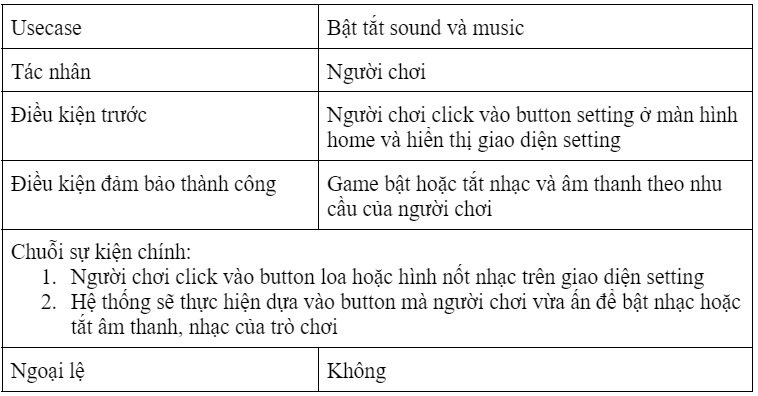 Usecase
Bật tắt sound và music
Tác nhân
Người chơi
Điều kiện trước
Người chơi click vào button setting ở màn hình
home và hiển thị giao diện setting
Điều kiện đảm bảo thành công
Game bật hoặc tắt nhạc và âm thanh theo nhu
cầu của người chơi
Chuỗi sự kiện chính:
1. Người chơi click vào button loa hoặc hình nốt nhạc trên giao diện setting
2. Hệ thống sẽ thực hiện dựa vào button mà người chơi vừa ấn để bật nhạc hoặc
tắt âm thanh, nhạc của trò chơi
Ngoại lệ
Không